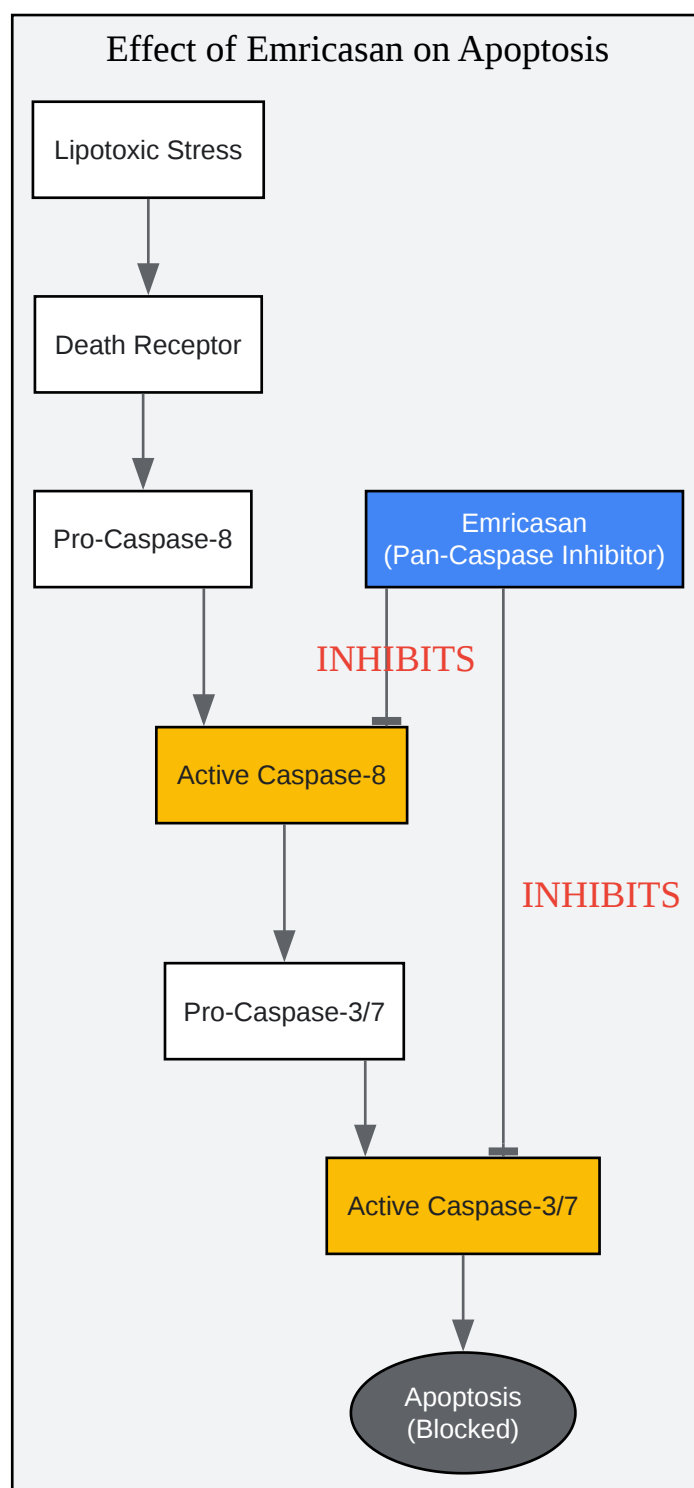 Effect of Emricasan on Apoptosis
Lipotoxic Stress
Death Receptor
Pro-Caspase-8
Emricasan
(Pan-Caspase Inhibitor)
INHIBITS
Active Caspase-8
INHIBITS
Pro-Caspase-3/7
Active Caspase-3/7
Apoptosis
(Blocked)